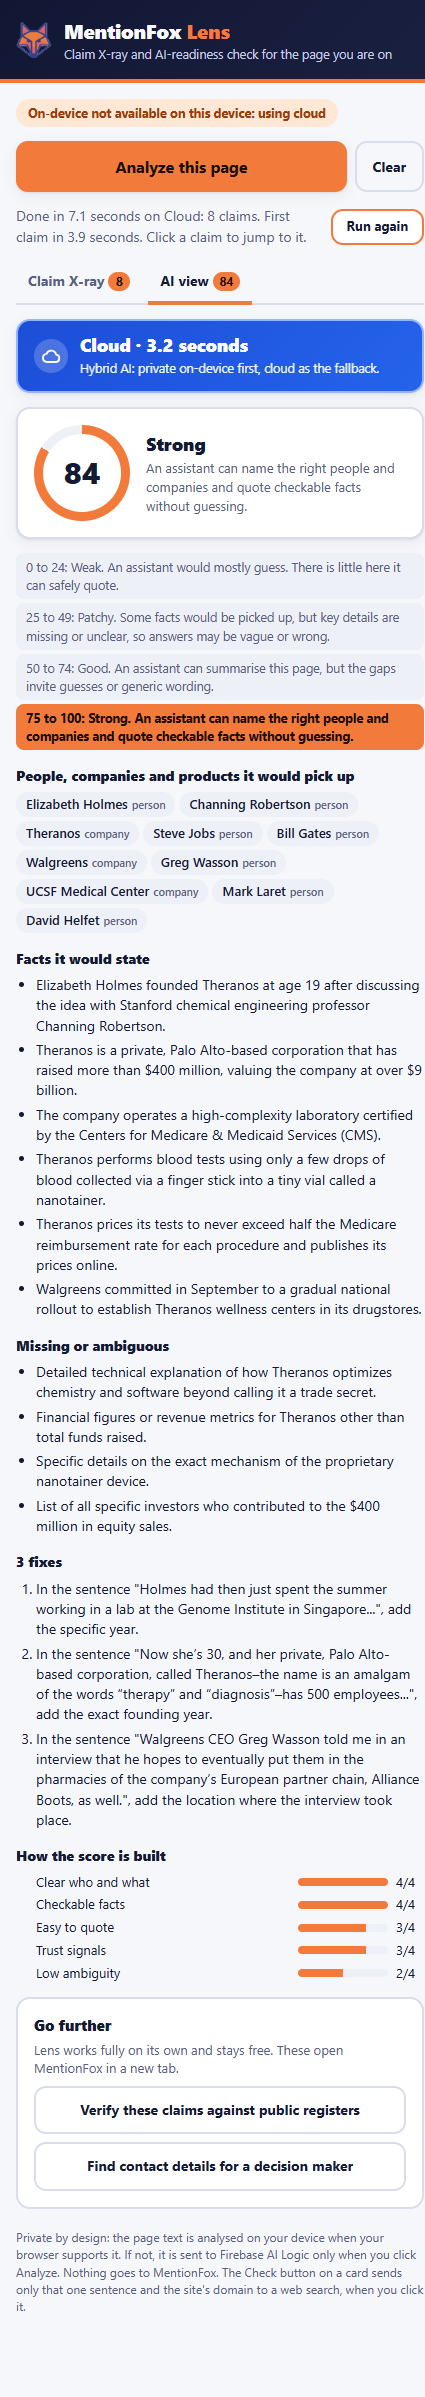 MentionFox Lens
Claim X-ray and AI-readiness check for the page you are on
On-device not available on this device: using cloud
Analyze this page
Clear
Done in 7.1 seconds on Cloud: 8 claims. First
claim in 3.9 seconds. Click a claim to jump to it.
Run again
Claim X-ray 8
AI view 84
Cloud · 3.2 seconds
Hybrid AI: private on-device first, cloud as the fallback.
84
Strong
An assistant can name the right people and
companies and quote checkable facts
without guessing.
0 to 24: Weak. An assistant would mostly guess. There is little here it
can safely quote.
25 to 49: Patchy. Some facts would be picked up, but key details are
missing or unclear, so answers may be vague or wrong.
50 to 74: Good. An assistant can summarise this page, but the gaps
invite guesses or generic wording.
75 to 100: Strong. An assistant can name the right people and
companies and quote checkable facts without guessing.
People, companies and products it would pick up
Elizabeth Holmes person
Channing Robertson person
Theranos company
Steve Jobs person
Bill Gates person
Walgreens company
Greg Wasson person
UCSF Medical Center company
Mark Laret person
David Helfet person
Facts it would state
• Elizabeth Holmes founded Theranos at age 19 after discussing
the idea with Stanford chemical engineering professor
Channing Robertson.
• Theranos is a private, Palo Alto-based corporation that has
raised more than $400 million, valuing the company at over $9
billion.
• The company operates a high-complexity laboratory certified
by the Centers for Medicare & Medicaid Services (CMS).
• Theranos performs blood tests using only a few drops of
blood collected via a finger stick into a tiny vial called a
nanotainer.
• Theranos prices its tests to never exceed half the Medicare
reimbursement rate for each procedure and publishes its
prices online.
• Walgreens committed in September to a gradual national
rollout to establish Theranos wellness centers in its drugstores.
Missing or ambiguous
• Detailed technical explanation of how Theranos optimizes
chemistry and software beyond calling it a trade secret.
• Financial figures or revenue metrics for Theranos other than
total funds raised.
• Specific details on the exact mechanism of the proprietary
nanotainer device.
• List of all specific investors who contributed to the $400
million in equity sales.
3 fixes
1. In the sentence "Holmes had then just spent the summer
working in a lab at the Genome Institute in Singapore...", add
the specific year.
2. In the sentence "Now she’s 30, and her private, Palo Alto-
based corporation, called Theranos–the name is an amalgam
of the words “therapy” and “diagnosis”–has 500 employees...",
add the exact founding year.
3. In the sentence "Walgreens CEO Greg Wasson told me in an
interview that he hopes to eventually put them in the
pharmacies of the company’s European partner chain, Alliance
Boots, as well.", add the location where the interview took
place.
How the score is built
Clear who and what 4/4
Checkable facts 4/4
Easy to quote 3/4
Trust signals 3/4
Low ambiguity 2/4
Go further
Lens works fully on its own and stays free. These open
MentionFox in a new tab.
Verify these claims against public registers
Find contact details for a decision maker
Private by design: the page text is analysed on your device when your
browser supports it. If not, it is sent to Firebase AI Logic only when you click
Analyze. Nothing goes to MentionFox. The Check button on a card sends
only that one sentence and the site's domain to a web search, when you click
it.